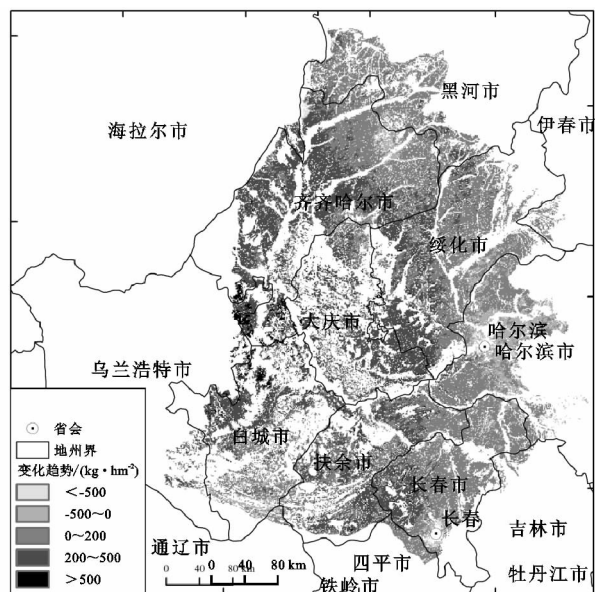 黑河市
伊春市
海拉尔市
齐齐哈尔市
绥化市
大庆市
哈尔滨
哈尔滨市
乌兰浩特市
省会
地州界
变化趋势/(kg·hm⁻²)
<-500
-500~0
0~200
200~500
>500
白城市
扶余市
长春市
长春
吉林市
通辽市
四平市
铁岭市
牡丹江市
0 40 80 km
0 40 80 km